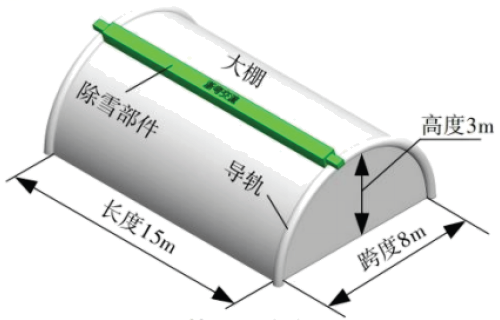 大棚
除雪部件
高度3m
导轨
长度15m
跨度8m